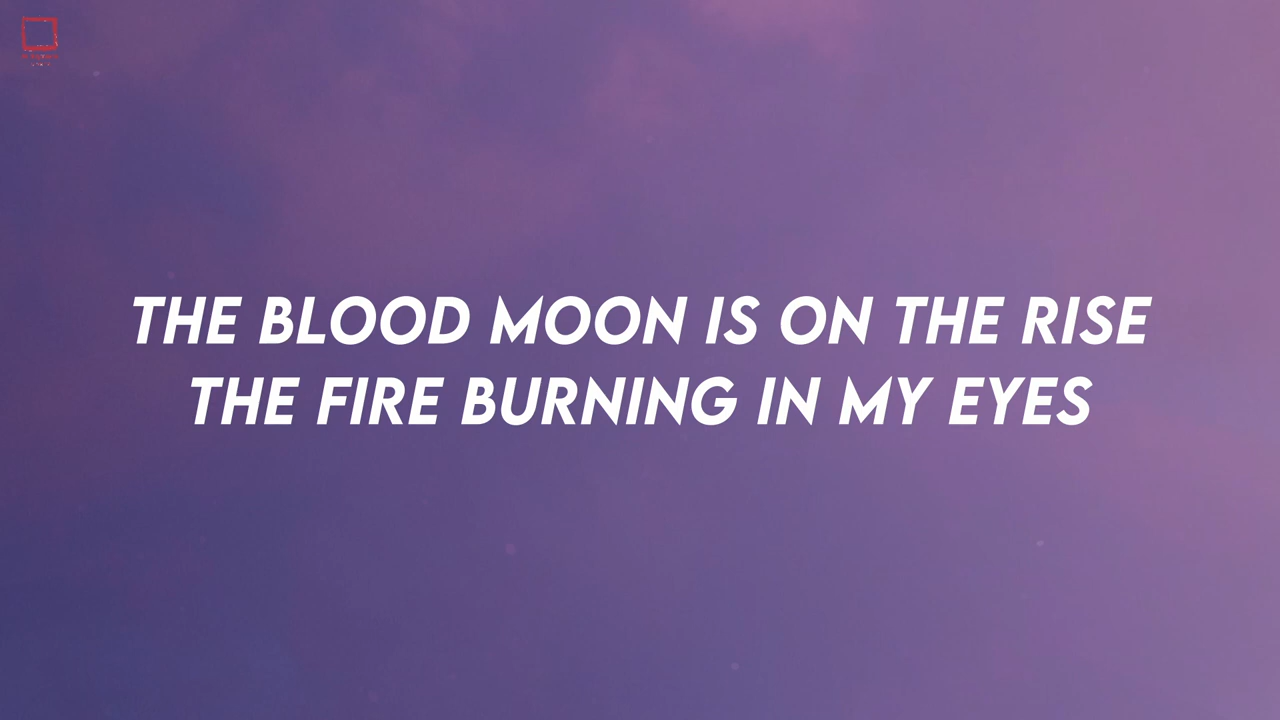 THE BLOOD MOON IS ON THE RISE
THE FIRE BURNING IN MY EYES